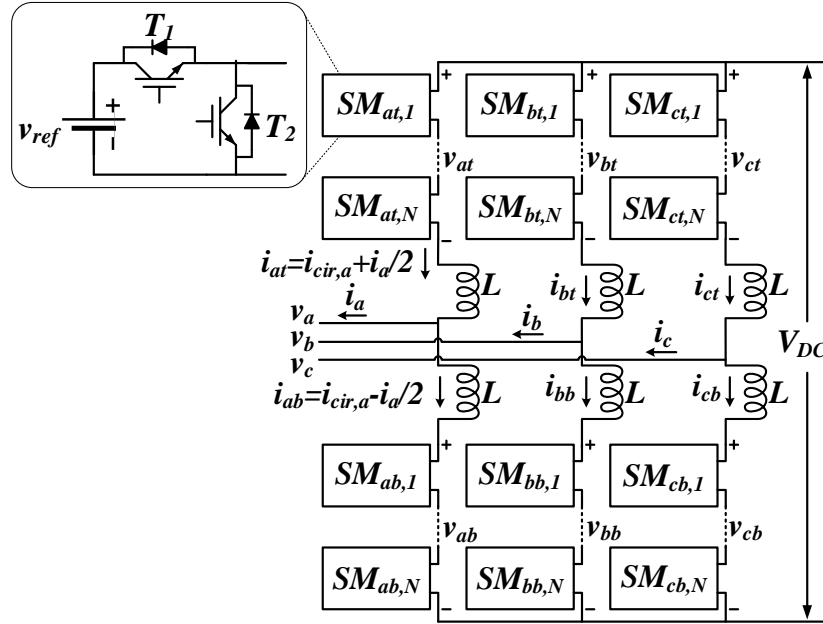 T1
vref
+
−
T2
SMat,1
SMbt,1
SMct,1
+
+
+
vat
vbt
vct
SMat,N
SMbt,N
SMct,N
−
−
−
iat=icir,a+ia/2
L
ibt
L
ict
L
va
ia
vb
ib
vc
ic
VDC
iab=icir,a-ia/2
L
ibb
L
icb
L
SMab,1
SMbb,1
SMcb,1
+
+
+
vab
vbb
vcb
SMab,N
SMbb,N
SMcb,N
−
−
−